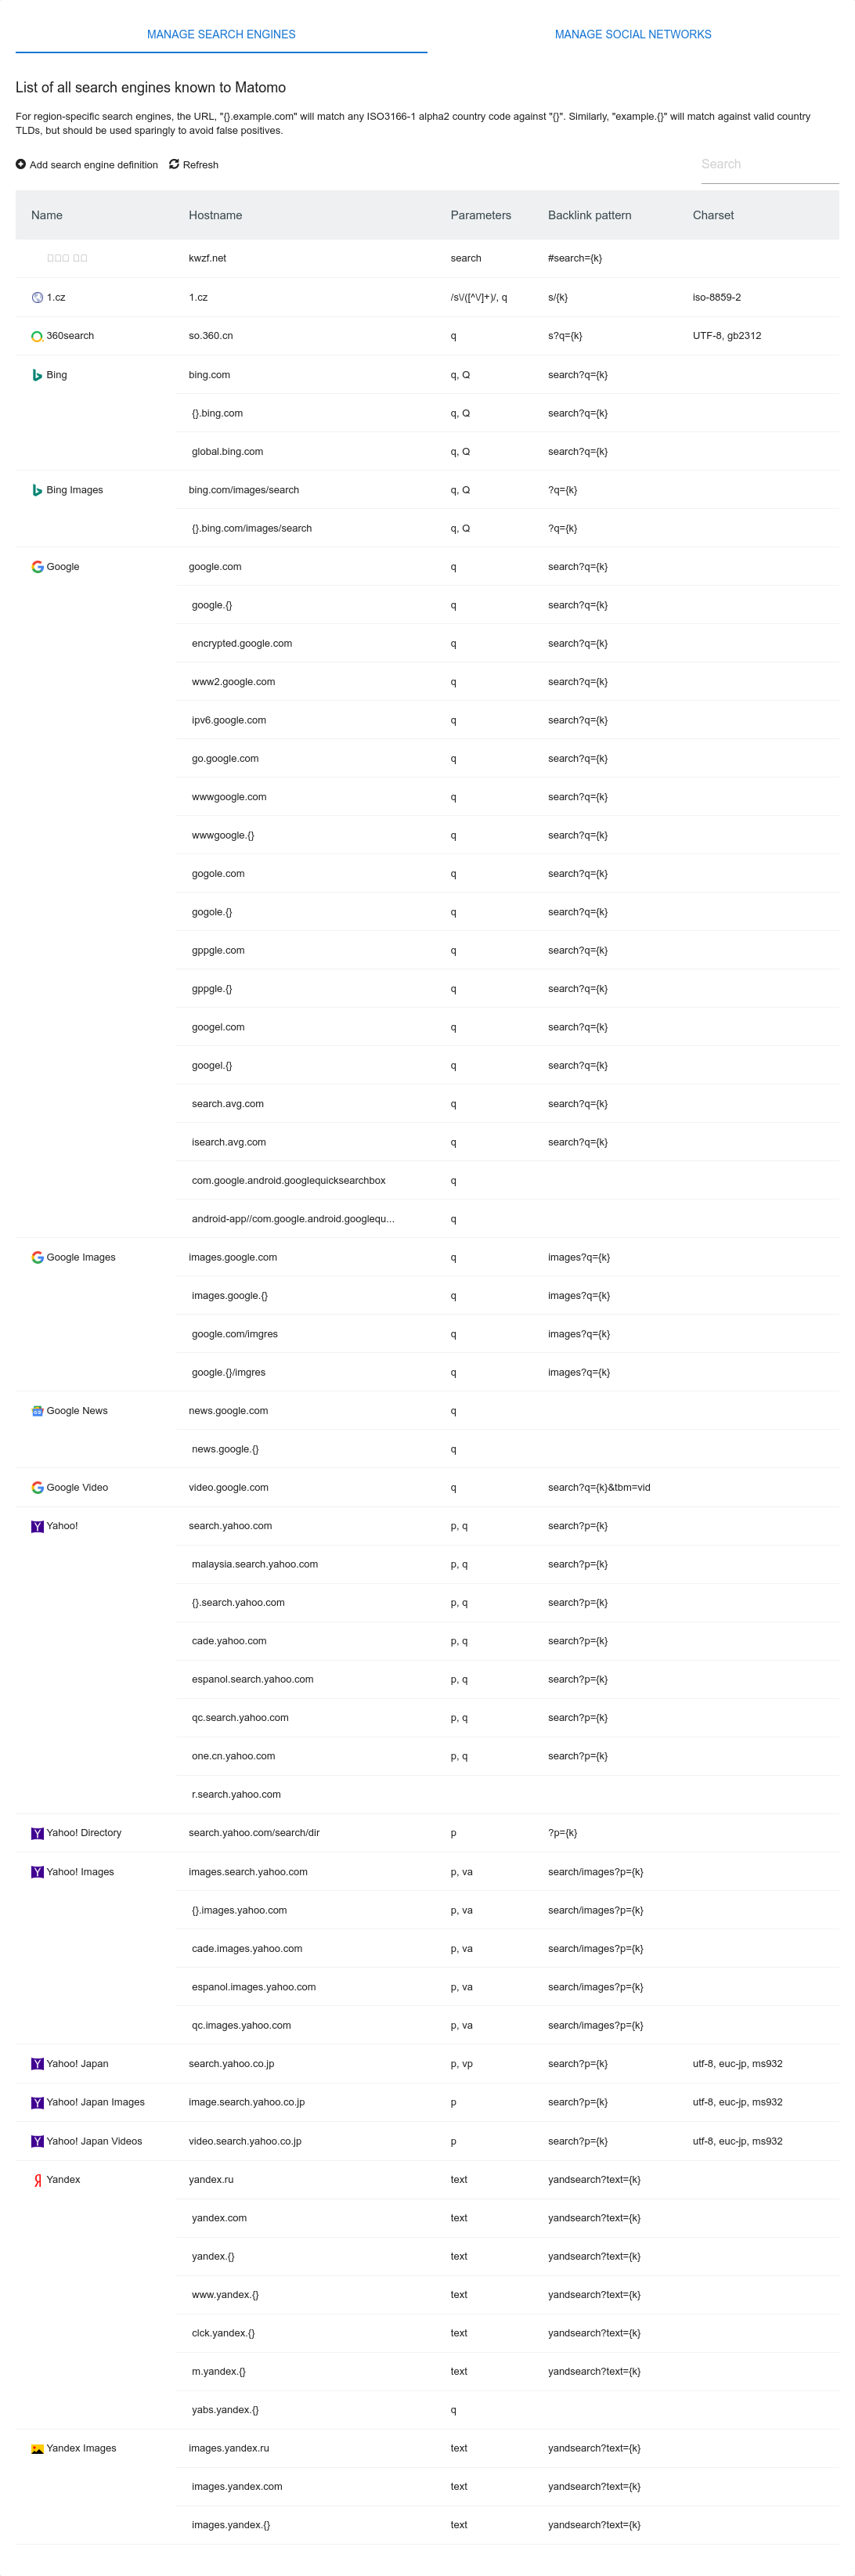 MANAGE SEARCH ENGINES MANAGE SOCIAL NETWORKS
List of all search engines known to Matomo
For region-specific search engines, the URL, "{}.example.com" will match any ISO3166-1 alpha2 country code against "{}". Similarly, "example.{}" will match against valid country
TLDs, but should be used sparingly to avoid false positives.
Add search engine definition Refresh Search
Name Hostname Parameters Backlink pattern Charset
kwzf.net search #search={k}
1.cz 1.cz /s\/([^\/]+)/, q s/{k} iso-8859-2
360search so.360.cn q s?q={k} UTF-8, gb2312
Bing bing.com q, Q search?q={k}
{}.bing.com q, Q search?q={k}
global.bing.com q, Q search?q={k}
Bing Images bing.com/images/search q, Q ?q={k}
{}.bing.com/images/search q, Q ?q={k}
Google google.com q search?q={k}
google.{} q search?q={k}
encrypted.google.com q search?q={k}
www2.google.com q search?q={k}
ipv6.google.com q search?q={k}
go.google.com q search?q={k}
wwwgoogle.com q search?q={k}
wwwgoogle.{} q search?q={k}
gogole.com q search?q={k}
gogole.{} q search?q={k}
gppgle.com q search?q={k}
gppgle.{} q search?q={k}
googel.com q search?q={k}
googel.{} q search?q={k}
search.avg.com q search?q={k}
isearch.avg.com q search?q={k}
com.google.android.googlequicksearchbox q
android-app//com.google.android.googlequ... q
Google Images images.google.com q images?q={k}
images.google.{} q images?q={k}
google.com/imgres q images?q={k}
google.{}/imgres q images?q={k}
Google News news.google.com q
news.google.{} q
Google Video video.google.com q search?q={k}&tbm=vid
Yahoo! search.yahoo.com p, q search?p={k}
malaysia.search.yahoo.com p, q search?p={k}
{}.search.yahoo.com p, q search?p={k}
cade.yahoo.com p, q search?p={k}
espanol.search.yahoo.com p, q search?p={k}
qc.search.yahoo.com p, q search?p={k}
one.cn.yahoo.com p, q search?p={k}
r.search.yahoo.com
Yahoo! Directory search.yahoo.com/search/dir p ?p={k}
Yahoo! Images images.search.yahoo.com p, va search/images?p={k}
{}.images.yahoo.com p, va search/images?p={k}
cade.images.yahoo.com p, va search/images?p={k}
espanol.images.yahoo.com p, va search/images?p={k}
qc.images.yahoo.com p, va search/images?p={k}
Yahoo! Japan search.yahoo.co.jp p, vp search?p={k} utf-8, euc-jp, ms932
Yahoo! Japan Images image.search.yahoo.co.jp p search?p={k} utf-8, euc-jp, ms932
Yahoo! Japan Videos video.search.yahoo.co.jp p search?p={k} utf-8, euc-jp, ms932
Yandex yandex.ru text yandsearch?text={k}
yandex.com text yandsearch?text={k}
yandex.{} text yandsearch?text={k}
www.yandex.{} text yandsearch?text={k}
clck.yandex.{} text yandsearch?text={k}
m.yandex.{} text yandsearch?text={k}
yabs.yandex.{} q
Yandex Images images.yandex.ru text yandsearch?text={k}
images.yandex.com text yandsearch?text={k}
images.yandex.{} text yandsearch?text={k}